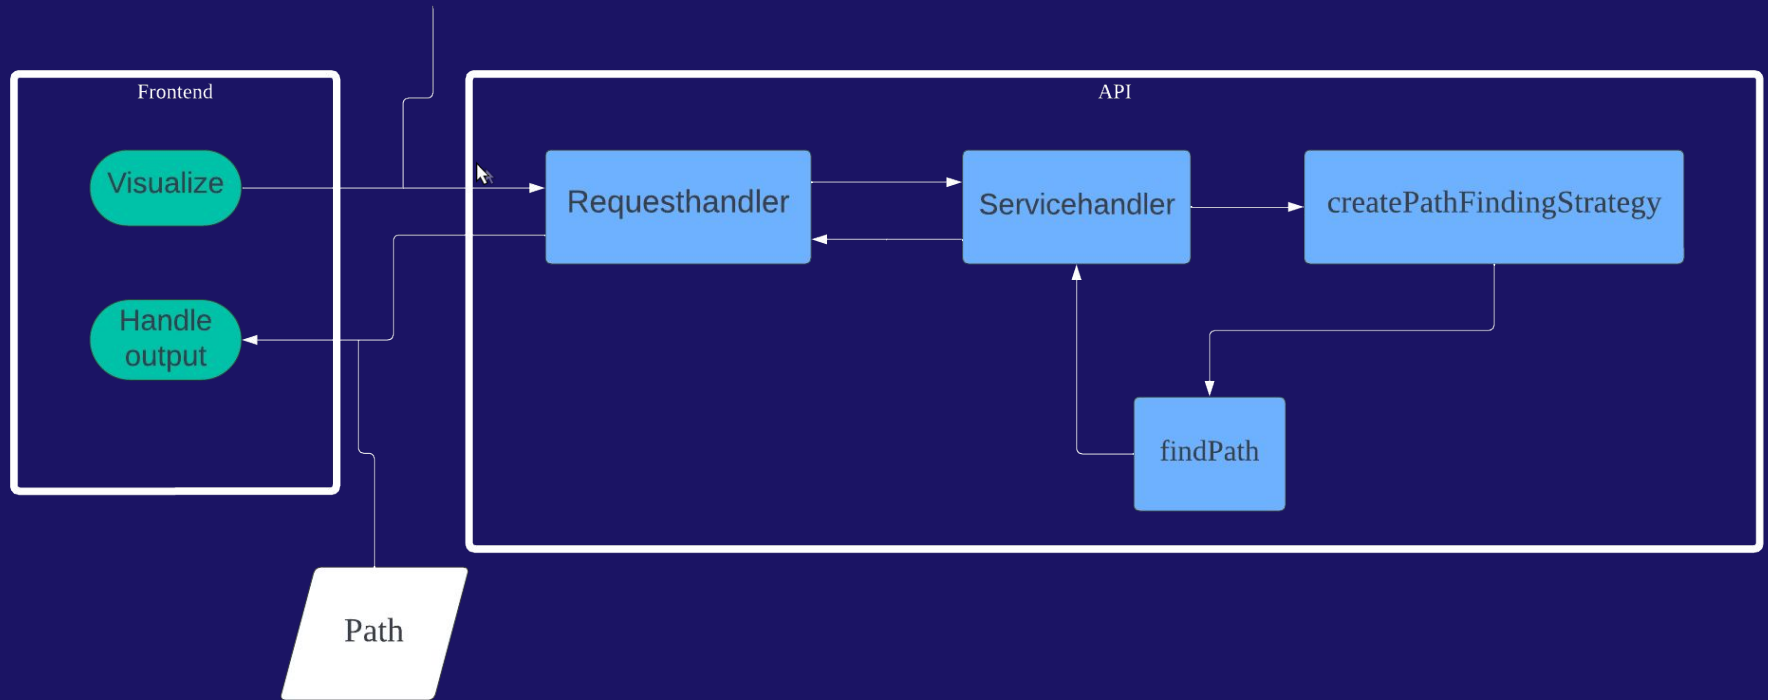 Frontend
API
Visualize
Requesthandler
Servicehandler
createPathFindingStrategy
Handle
output
findPath
Path